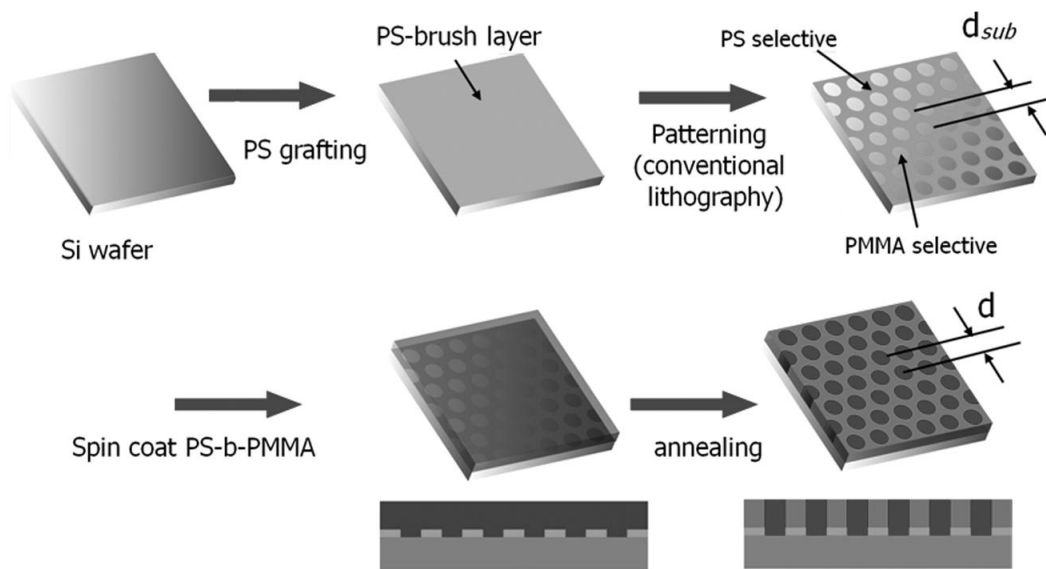 PS-brush layer
PS selective
d sub
PS grafting
Patterning
(conventional
lithography)
Si wafer
PMMA selective
d
Spin coat PS-b-PMMA
annealing